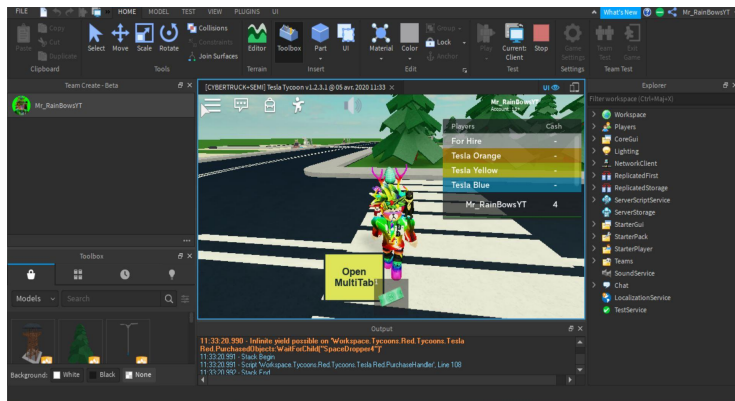 FILE HOME MODEL TEST VIEW PLUGINS UI What's New Mr_RainBowsYT
Paste Copy Cut Duplicate Select Move Scale Rotate Collisions Constraints Join Surfaces Editor Toolbox Part UI Material Color Group Lock Anchor Play Current: Client Stop Game Settings Team Test Exit Game
Clipboard Tools Terrain Insert Edit Test Settings Team Test
Team Create - Beta
Mr_RainBowsYT
[CYBERTRUCK+SEMI] Tesla Tycoon v1.2.3.1 @ 05 avr. 2020 11:33
UI
Mr_RainBowsYT
Account: 13+
Players Cash
For Hire -
Tesla Orange -
Tesla Yellow -
Tesla Blue -
Mr_RainBowsYT 4
Open
MultiTab
Explorer
Filter workspace (Ctrl+Maj+X)
Workspace
Players
CoreGui
Lighting
NetworkClient
ReplicatedFirst
ReplicatedStorage
ServerScriptService
ServerStorage
StarterGui
StarterPack
StarterPlayer
Teams
SoundService
Chat
LocalizationService
TestService
Toolbox
Models Search
Background: White Black None
Output
11:33:20.990 - Infinite yield possible on 'Workspace.Tycoons.Red.Tycoons.Tesla
Red.PurchasedObjects:WaitForChild("SpaceDropper4")'
11:33:20.991 - Stack Begin
11:33:20.991 - Script 'Workspace.Tycoons.Red.Tycoons.Tesla Red.PurchaseHandler', Line 108
11:33:20.992 - Stack End